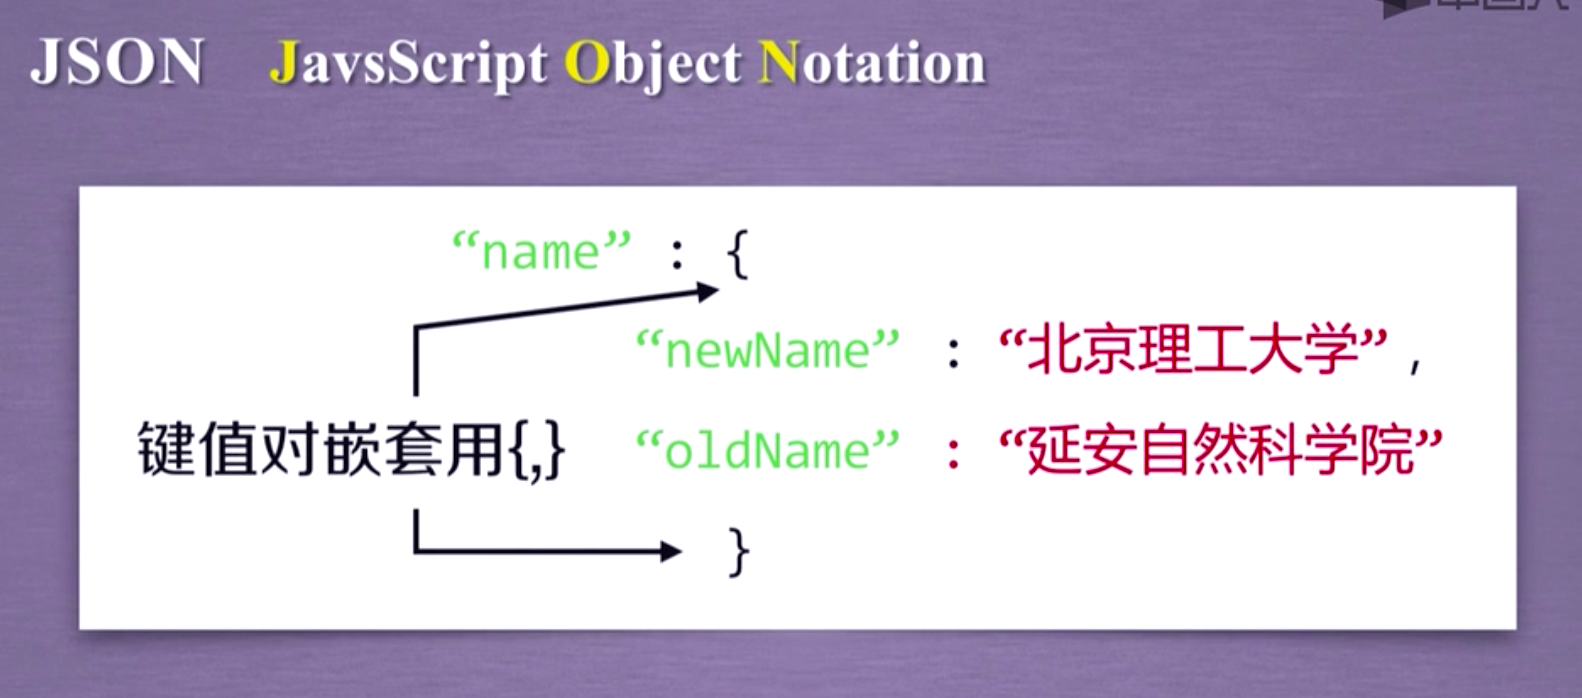 JSON JavsScript Object Notation
“name” : {
“newName” : “北京理工大学” ,
键值对嵌套用{,} “oldName” : “延安自然科学院”
}